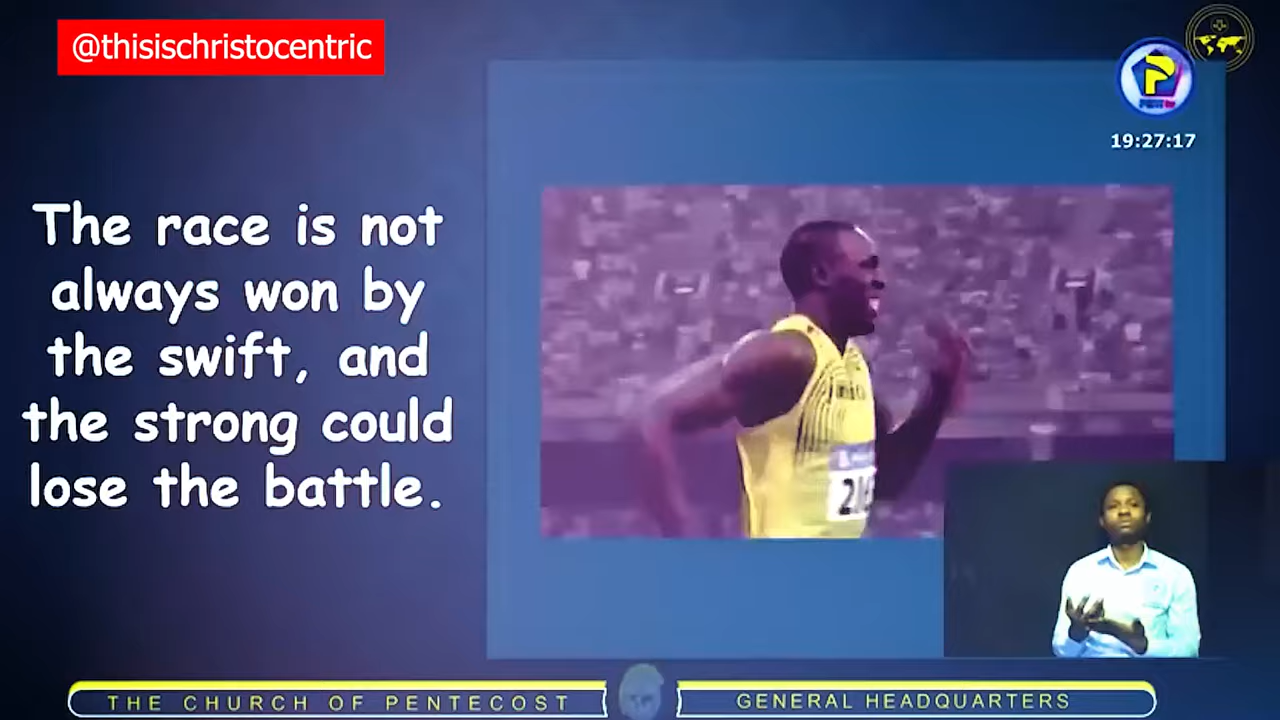 @thisischristocentric
19:27:17
The race is not
always won by
the swift, and
the strong could
lose the battle.
THE CHURCH OF PENTECOST
GENERAL HEADQUARTERS